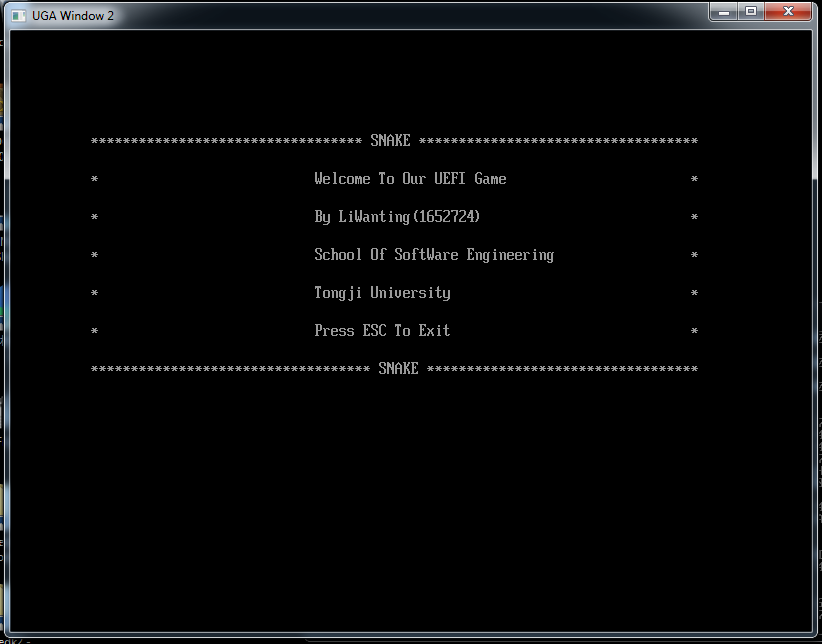 UGA Window 2
********************************** SNAKE ***********************************
* Welcome To Our UEFI Game *
* By LiWanting(1652724) *
* School Of SoftWare Engineering *
* Tongji University *
* Press ESC To Exit *
*********************************** SNAKE **********************************